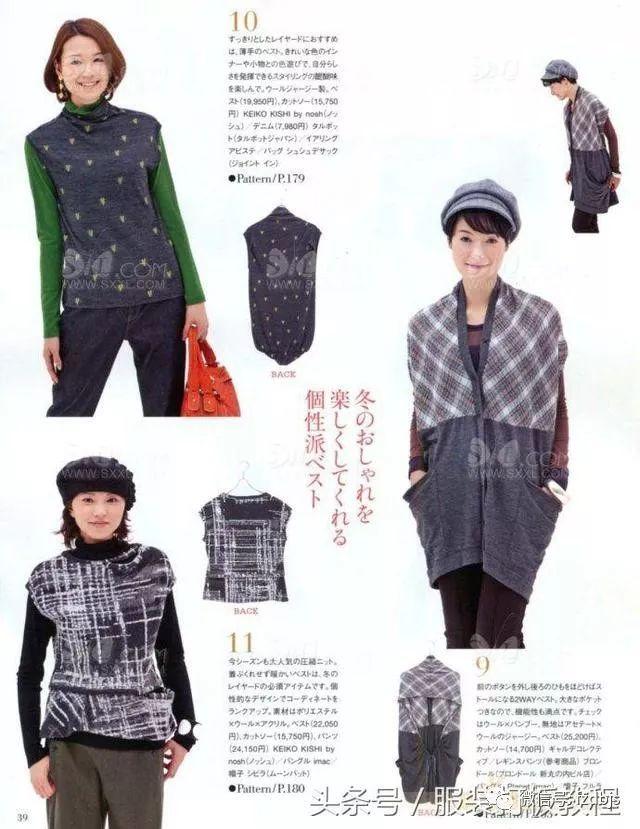 10
すっきりとしたレイヤードにおすすめ
は、薄手のベスト。きれいな色のイン
ナーや小物との色遊びで、自分らし
さを発揮できるスタイリングの醍醐味
を楽しんで。ウールジャージー製。ベ
スト(19,950円)、カットソー(15,750
円) KEIKO KISHI by nosh(ノッ
シュ)／デニム(7,980円) タルボット
(タルボットジャパン)／イアリング
アビステ／バッグ シュシュデサック
(ジョイント イン)
●Pattern/P.179
BACK
冬のおしゃれを
楽しくしてくれる
個性派ベスト
BACK
11
今シーズンも大人気の圧縮ニット。
着ぶくれせず暖かいベストは、冬の
レイヤードの必須アイテムです。個
性的なデザインでコーディネートを
ランクアップ。素材はポリエステル
×ウール×アクリル。ベスト(22,050
円)、カットソー(15,750円)、パンツ
(24,150円) KEIKO KISHI by
nosh(ノッシュ)／バングル imac／
帽子 シビラ(ムーンバット)
●Pattern/P.180
BACK
9
前のボタンを外し後ろのひもをほどけばス
トールになる2WAYベスト。大きなポケット
つきなので、機能性も満点です。チェック
はウール×バンブー、無地はアセテート×
ウールのジャージー。ベスト(25,200円)、
カットソー(14,700円) ギャルデコレクテ
ィブ／レギンスパンツ(参考商品) ブロン
ドール(ブロンドール 新丸の内ビル店)
39
SXXL.COM
WWW.SXXL.COM
头条号／服装打版教程
微信号